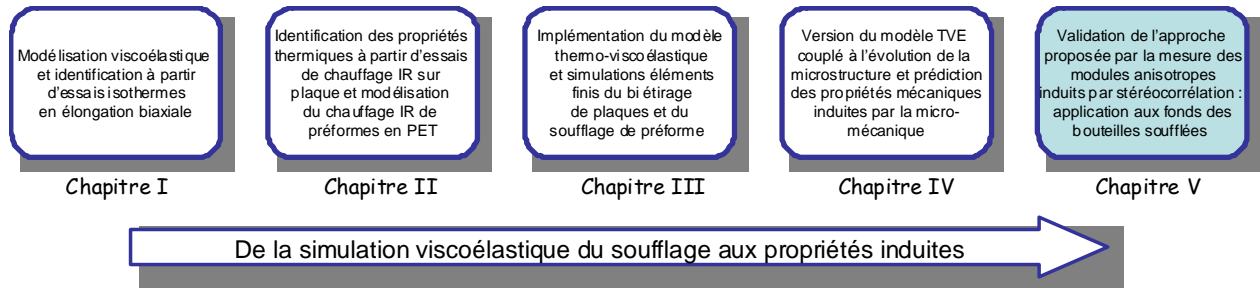 Modélisation viscoélastique
et identification à partir
d'essais isothermes
en élongation biaxiale
Identification des propriétés
thermiques à partir d'essais
de chauffage IR sur
plaque et modélisation
du chauffage IR de
préformes en PET
Implémentation du modèle
thermo-viscoélastique
et simulations éléments
finis du bi étirage
de plaques et du
soufflage de préforme
Version du modèle TVE
couplé à l'évolution de la
microstructure et prédiction
des propriétés mécaniques
induites par la micro-
mécanique
Validation de l'approche
proposée par la mesure des
modules anisotropes
induits par stéréocorrélation :
application aux fonds des
bouteilles soufflées
Chapitre I
Chapitre II
Chapitre III
Chapitre IV
Chapitre V
De la simulation viscoélastique du soufflage aux propriétés induites